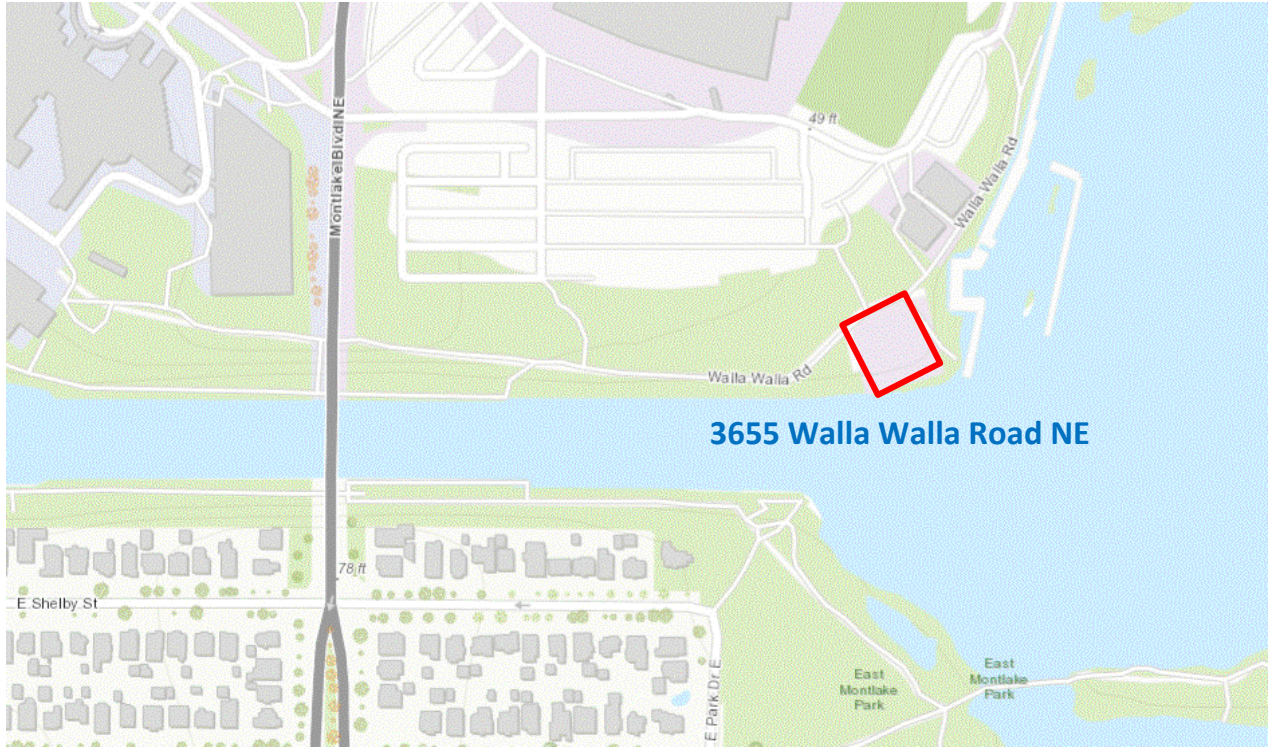 49 ft
Montlake Blvd NE
Walla Walla Rd
Walla Walla Rd
3655 Walla Walla Road NE
78 ft
E Shelby St
East
Montlake
Park
East
Montlake
Park
E Park Dr E